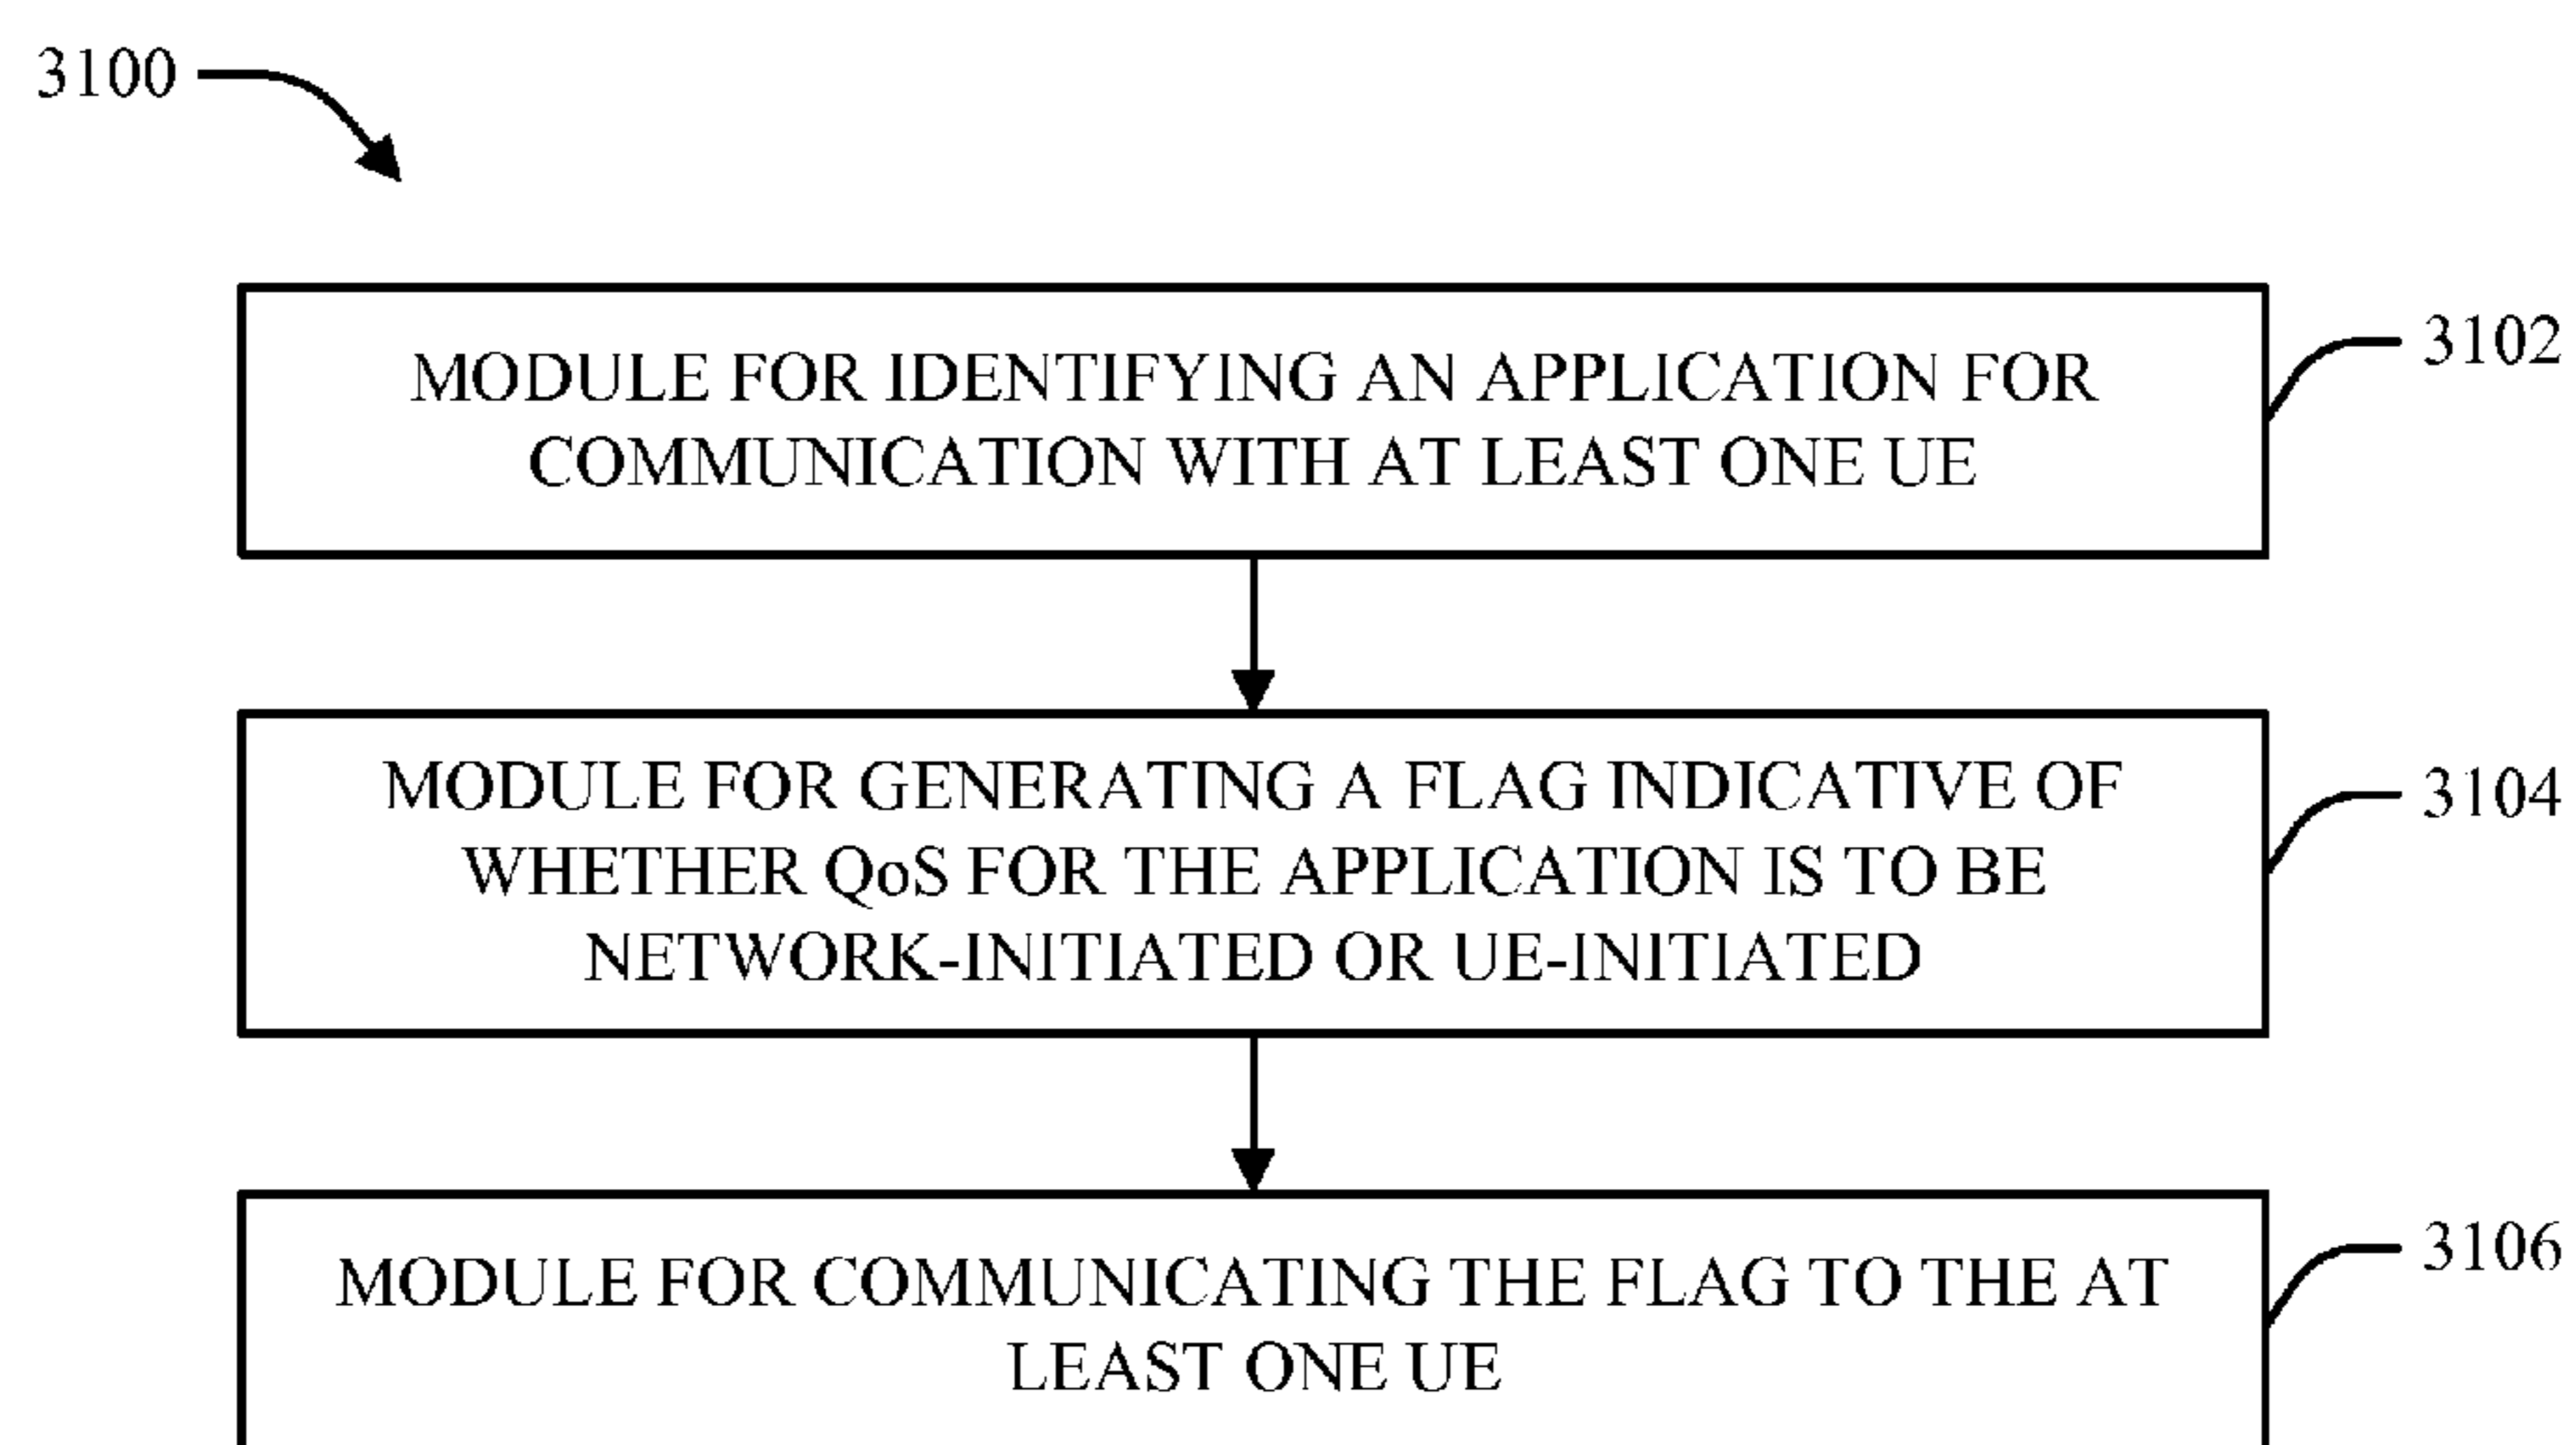 3100
MODULE FOR IDENTIFYING AN APPLICATION FOR
COMMUNICATION WITH AT LEAST ONE UE
3102
MODULE FOR GENERATING A FLAG INDICATIVE OF
WHETHER QoS FOR THE APPLICATION IS TO BE
NETWORK-INITIATED OR UE-INITIATED
3104
MODULE FOR COMMUNICATING THE FLAG TO THE AT
LEAST ONE UE
3106